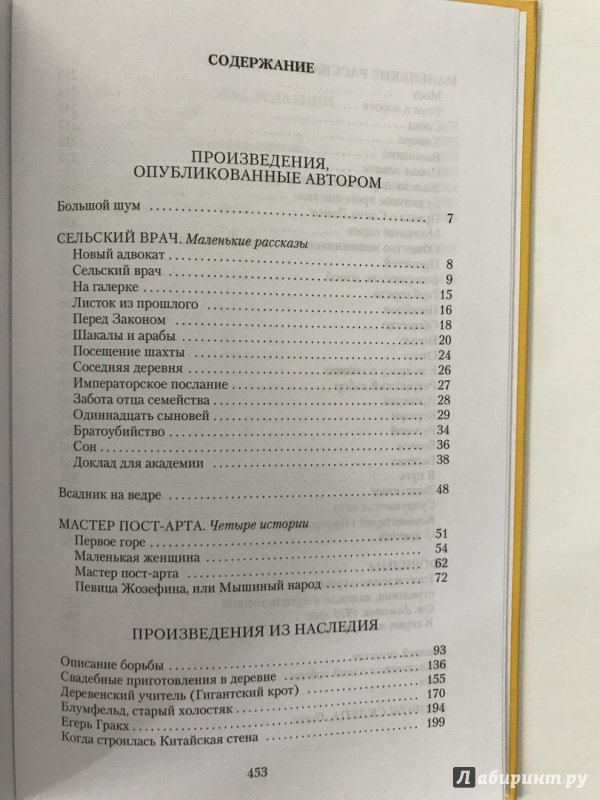 СОДЕРЖАНИЕ
ПРОИЗВЕДЕНИЯ,
ОПУБЛИКОВАННЫЕ АВТОРОМ
Большой шум 7
СЕЛЬСКИЙ ВРАЧ. Маленькие рассказы
Новый адвокат 8
Сельский врач 9
На галерке 15
Листок из прошлого 16
Перед Законом 18
Шакалы и арабы 20
Посещение шахты 24
Соседняя деревня 26
Императорское послание 27
Забота отца семейства 28
Одиннадцать сыновей 29
Братоубийство 34
Сон 36
Доклад для академии 38
Всадник на ведре 48
МАСТЕР ПОСТ-АРТА. Четыре истории
Первое горе 51
Маленькая женщина 54
Мастер пост-арта 62
Певица Жозефина, или Мышиный народ 72
ПРОИЗВЕДЕНИЯ ИЗ НАСЛЕДИЯ
Описание борьбы 93
Свадебные приготовления в деревне 136
Деревенский учитель (Гигантский крот) 155
Блумфельд, старый холостяк 170
Егерь Гракх 194
Когда строилась Китайская стена 199
453
Лабиринт.ру